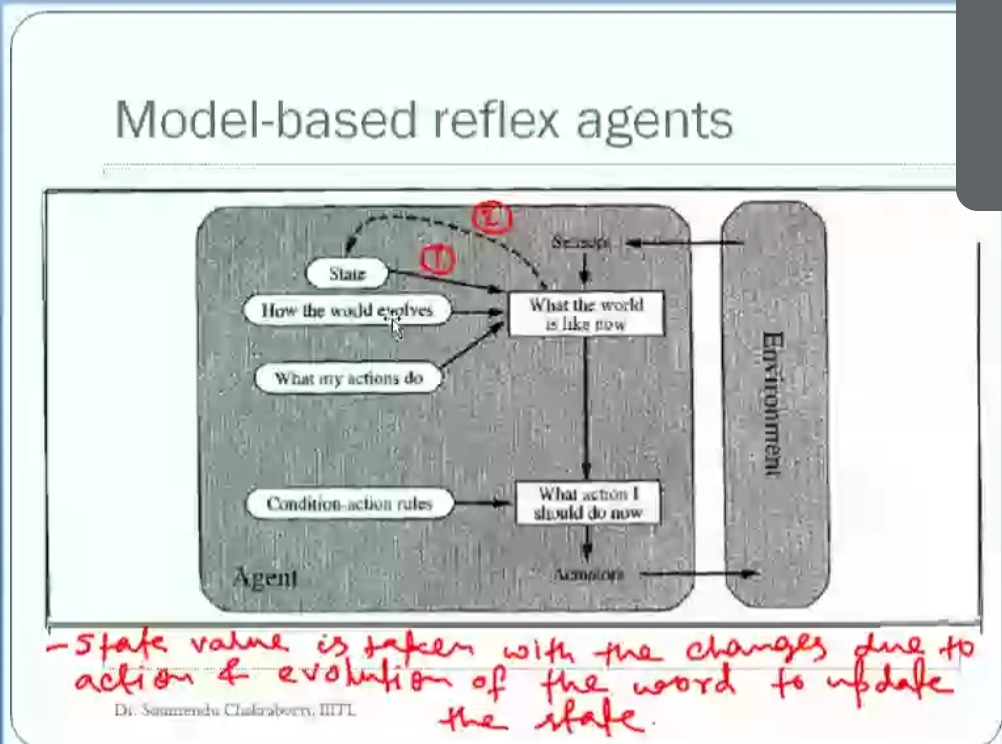 Model-based reflex agents
2
1
Sensors
State
What the world
is like now
How the world evolves
What my actions do
Environment
What action I
should do now
Condition-action rules
Agent
Actuators
- State value is taken with the changes due to
action & evolution of the word to update
the state.
Dr. Soumendu Chakraborty, IIITL